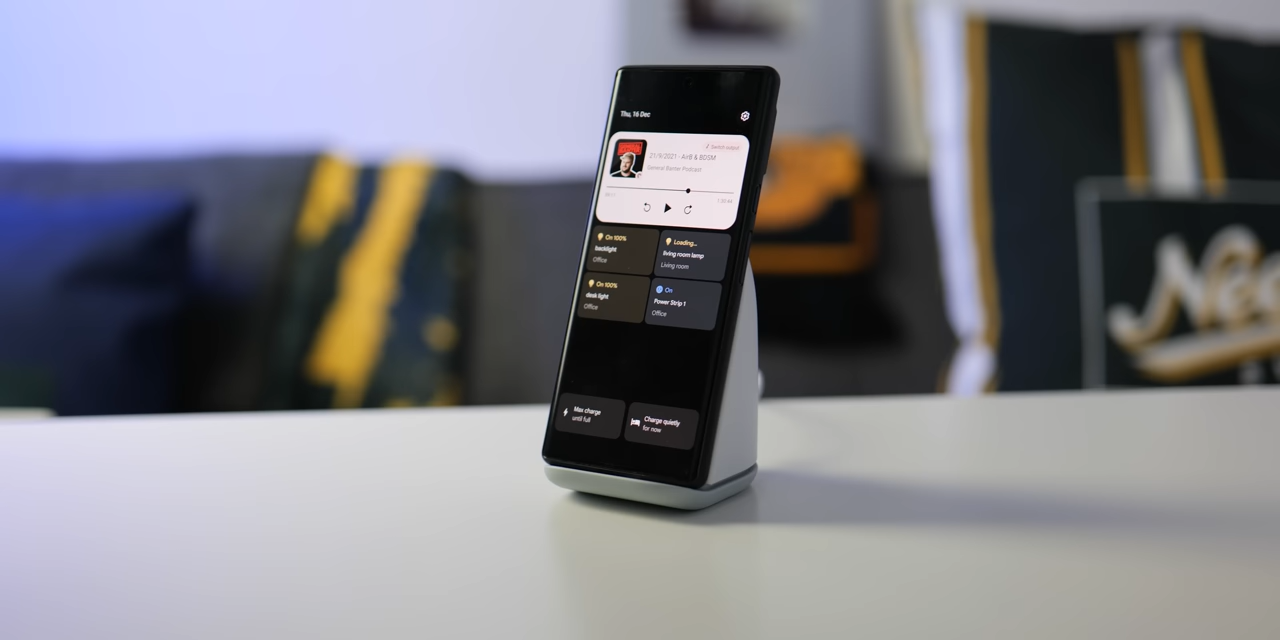 Thu, 16 Dec
Switch output
21/9/2021 - AirB & BDSM
General Banter Podcast
On 100%
backlight
Office
Loading...
living room lamp
Living room
On 100%
desk light
Office
On
Power Strip 1
Office
Max charge
until full
Charge quietly
for now